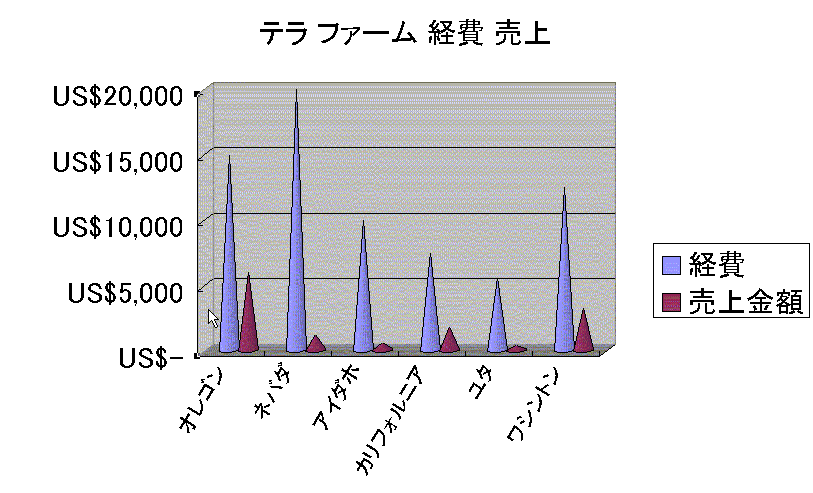 テラ ファーム 経費 売上
US$20,000
US$15,000
US$10,000
US$5,000
US$-
オレゴン
ネバダ
アイダホ
カリフォルニア
ユタ
ワシントン
経費
売上金額